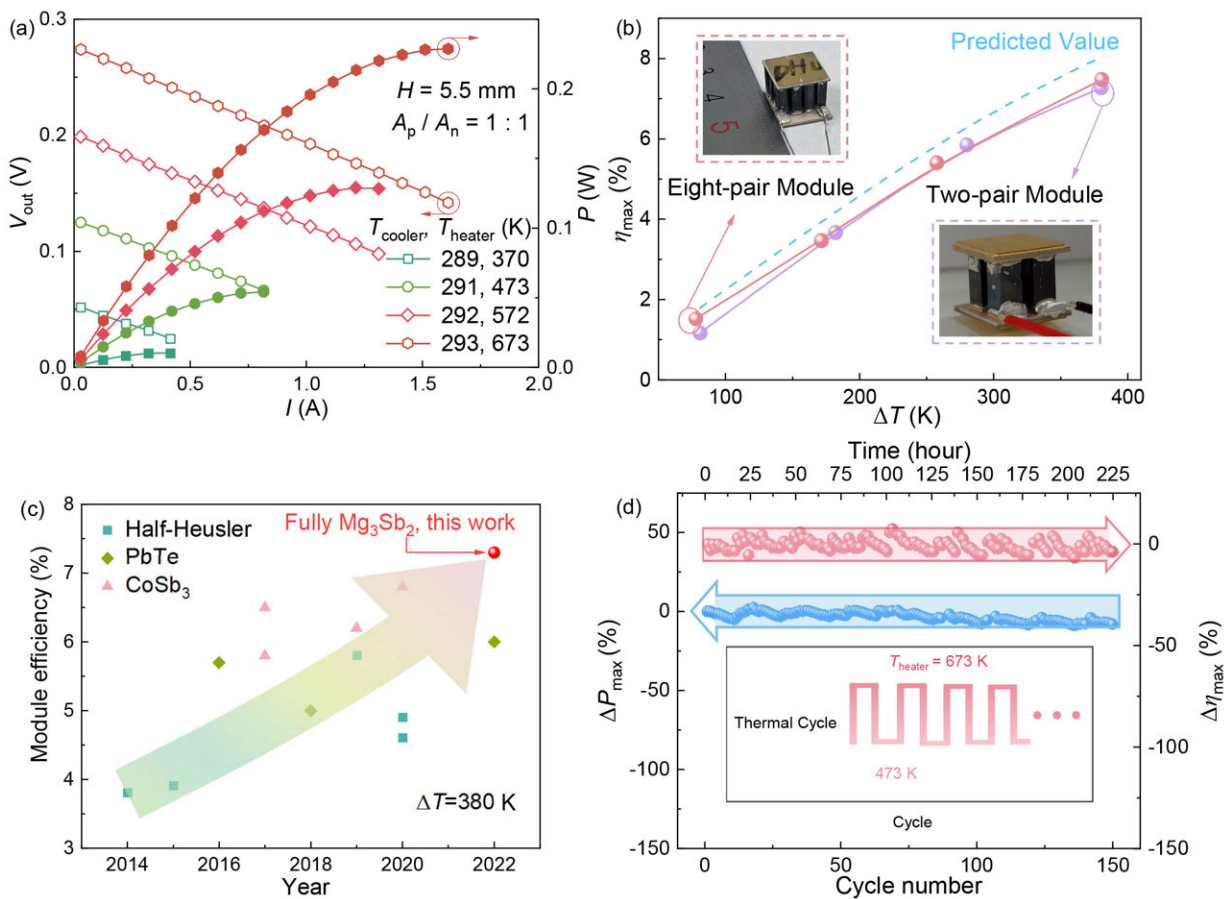 (a)
0.3
0.2
0.1
0.0
V_out (V)
0.0 0.5 1.0 1.5 2.0
I (A)
0.2
0.1
0.0
P (W)
H = 5.5 mm
A_p / A_n = 1 : 1
T_cooler, T_heater (K)
289, 370
291, 473
292, 572
293, 673
(b)
8
6
4
2
0
η_max (%)
100 200 300 400
ΔT (K)
Predicted Value
3
4
5
Eight-pair Module
Two-pair Module
(c)
8
7
6
5
4
3
Module efficiency (%)
2014 2016 2018 2020 2022
Year
Half-Heusler
PbTe
CoSb₃
Fully Mg₃Sb₂, this work
ΔT=380 K
(d)
Time (hour)
0 25 50 75 100 125 150 175 200 225
50
0
-50
-100
-150
ΔP_max (%)
0
-50
-100
-150
Δη_max (%)
T_heater = 673 K
Thermal Cycle
473 K
Cycle
0 50 100 150
Cycle number